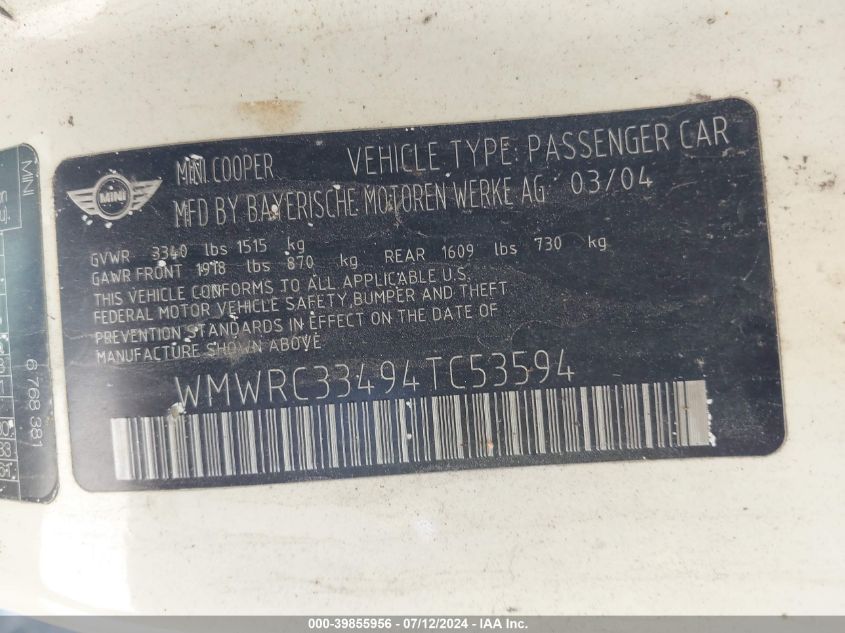 MINI
MINI COOPER VEHICLE TYPE: PASSENGER CAR
MFD BY BAYERISCHE MOTOREN WERKE AG 03/04
GVWR 3340 lbs 1515 kg
GAWR FRONT 1918 lbs 870 kg REAR 1609 lbs 730 kg
THIS VEHICLE CONFORMS TO ALL APPLICABLE U.S.
FEDERAL MOTOR VEHICLE SAFETY, BUMPER AND THEFT
PREVENTION STANDARDS IN EFFECT ON THE DATE OF
MANUFACTURE SHOWN ABOVE.
WMWRC33494TC53594
MINI
6 768 381
000-39855956 - 07/12/2024 - IAA Inc.